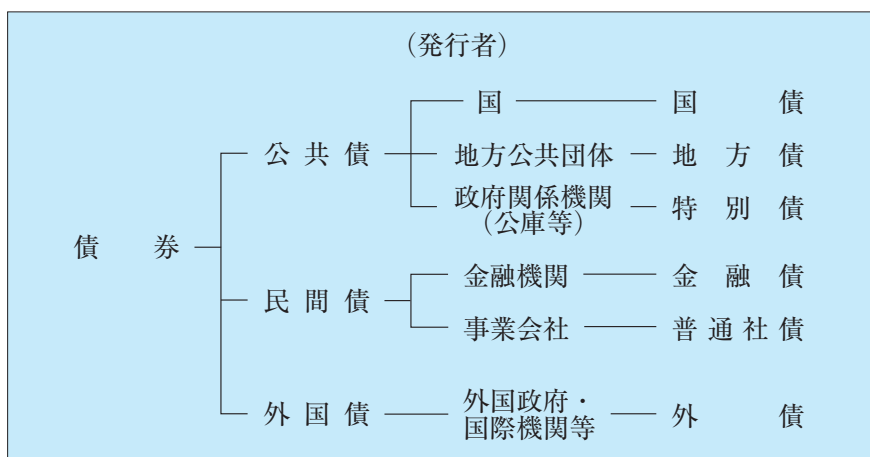 （発行者）
国 国債
公共債 地方公共団体 地方債
政府関係機関 特別債
（公庫等）
債券
金融機関 金融債
民間債
事業会社 普通社債
外国債 外国政府・ 外債
国際機関等